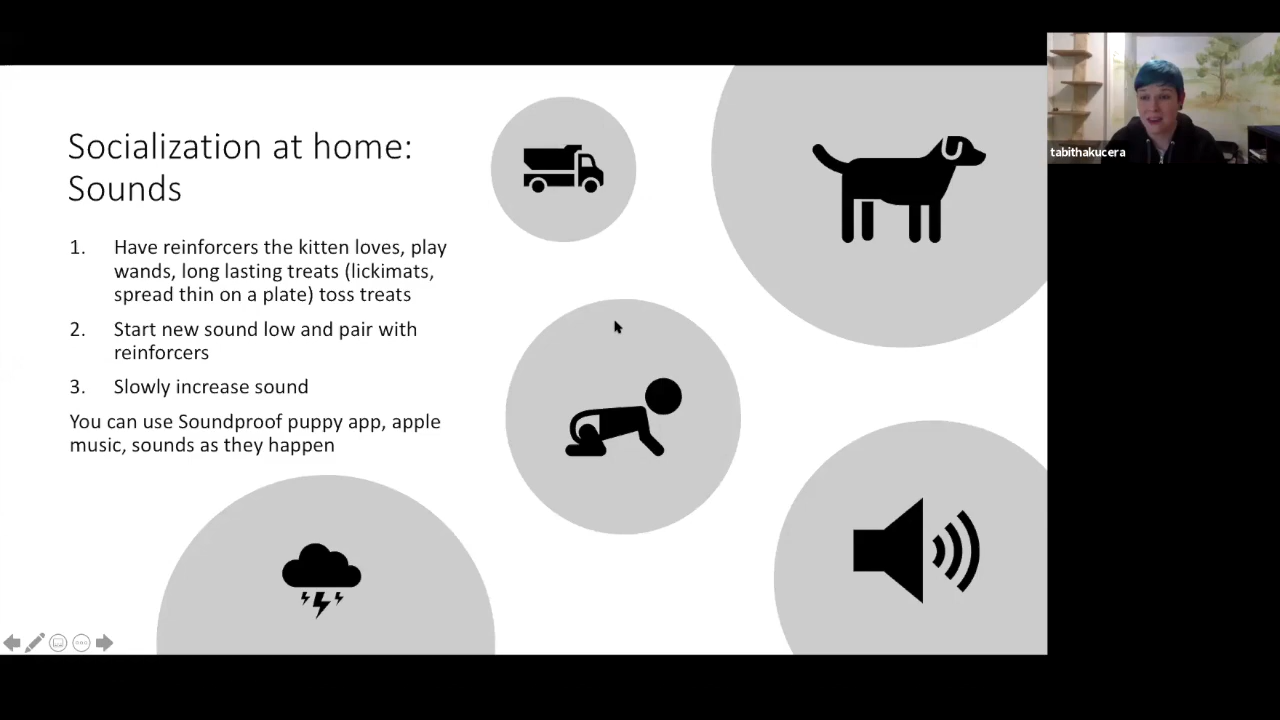 Socialization at home:
Sounds
1. Have reinforcers the kitten loves, play
wands, long lasting treats (lickimats,
spread thin on a plate) toss treats
2. Start new sound low and pair with
reinforcers
3. Slowly increase sound
You can use Soundproof puppy app, apple
music, sounds as they happen
tabithakucera